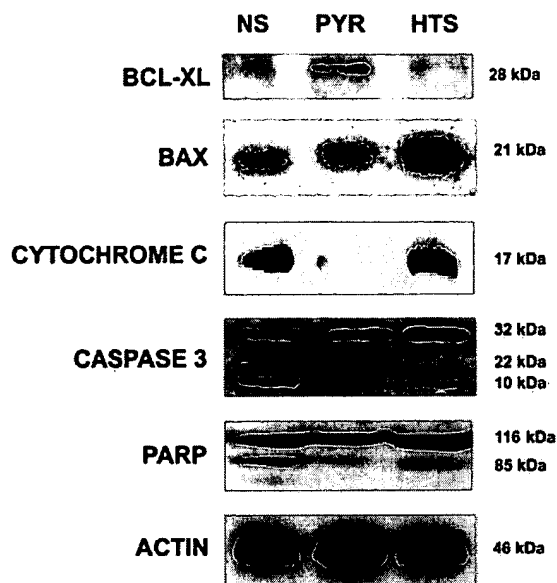 NS PYR HTS
BCL-XL 28 kDa
BAX 21 kDa
CYTOCHROME C 17 kDa
32 kDa
CASPASE 3 22 kDa
10 kDa
116 kDa
PARP 85 kDa
ACTIN 46 kDa